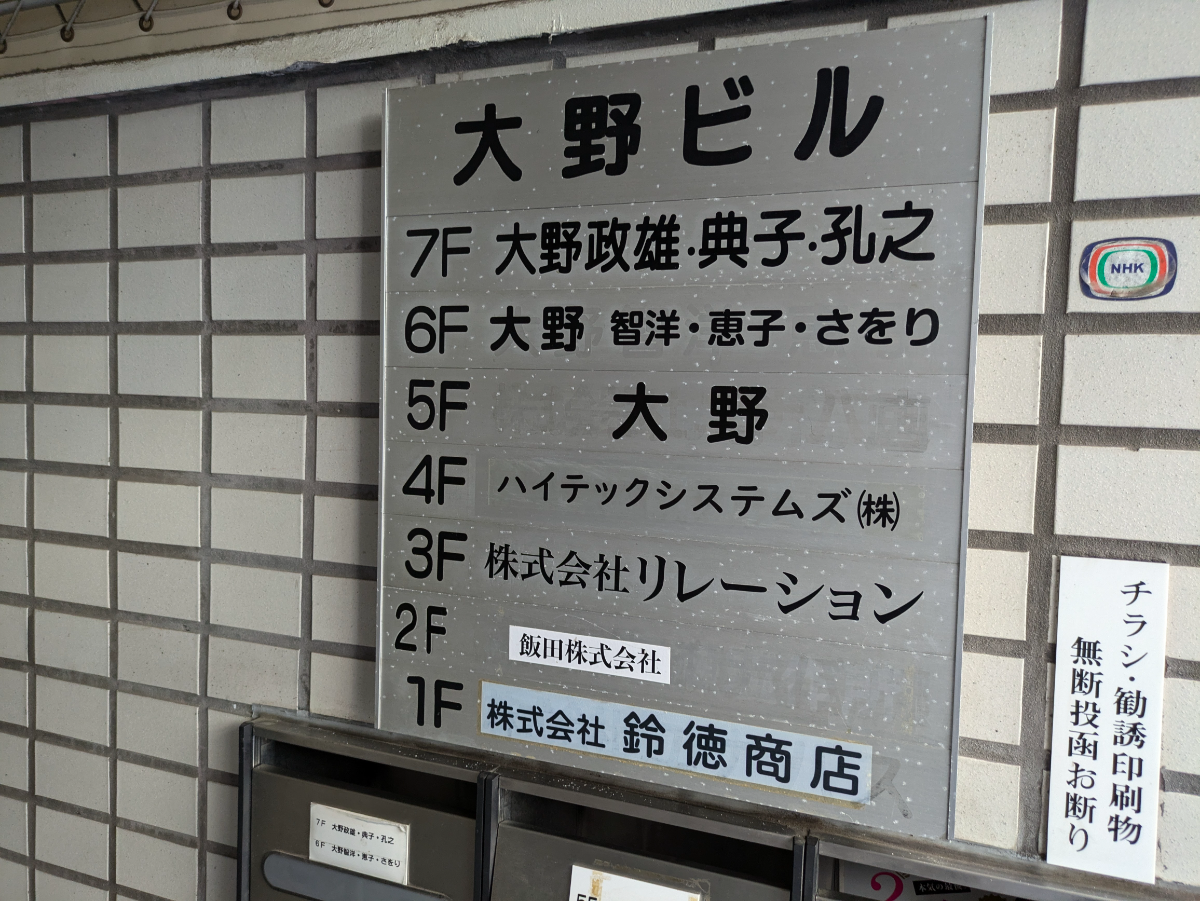 大野ビル
7F 大野政雄・典子・孔之
6F 大野 智洋・恵子・さをり
5F 大野
4F ハイテックシステムズ(株)
3F 株式会社リレーション
2F 飯田株式会社
1F 株式会社 鈴徳商店
NHK
チラシ・勧誘印刷物
無断投函お断り
7F 大野政雄・典子・孔之
6F 大野智洋・恵子・さをり